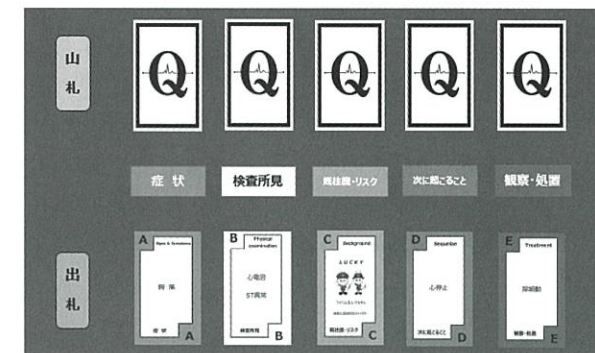 山札
Q Q Q Q Q
症 状 検査所見 既往歴・リスク 次に起こること 観察・処置
出札
A Signs & Symptoms
胸 痛
症 状 A
B Physical examination
心電図
ST異常
検査所見 B
C Background
LUCKY
既往歴・リスク C
D Sequelae
心停止
次に起こること D
E Treatment
除細動
観察・処置 E